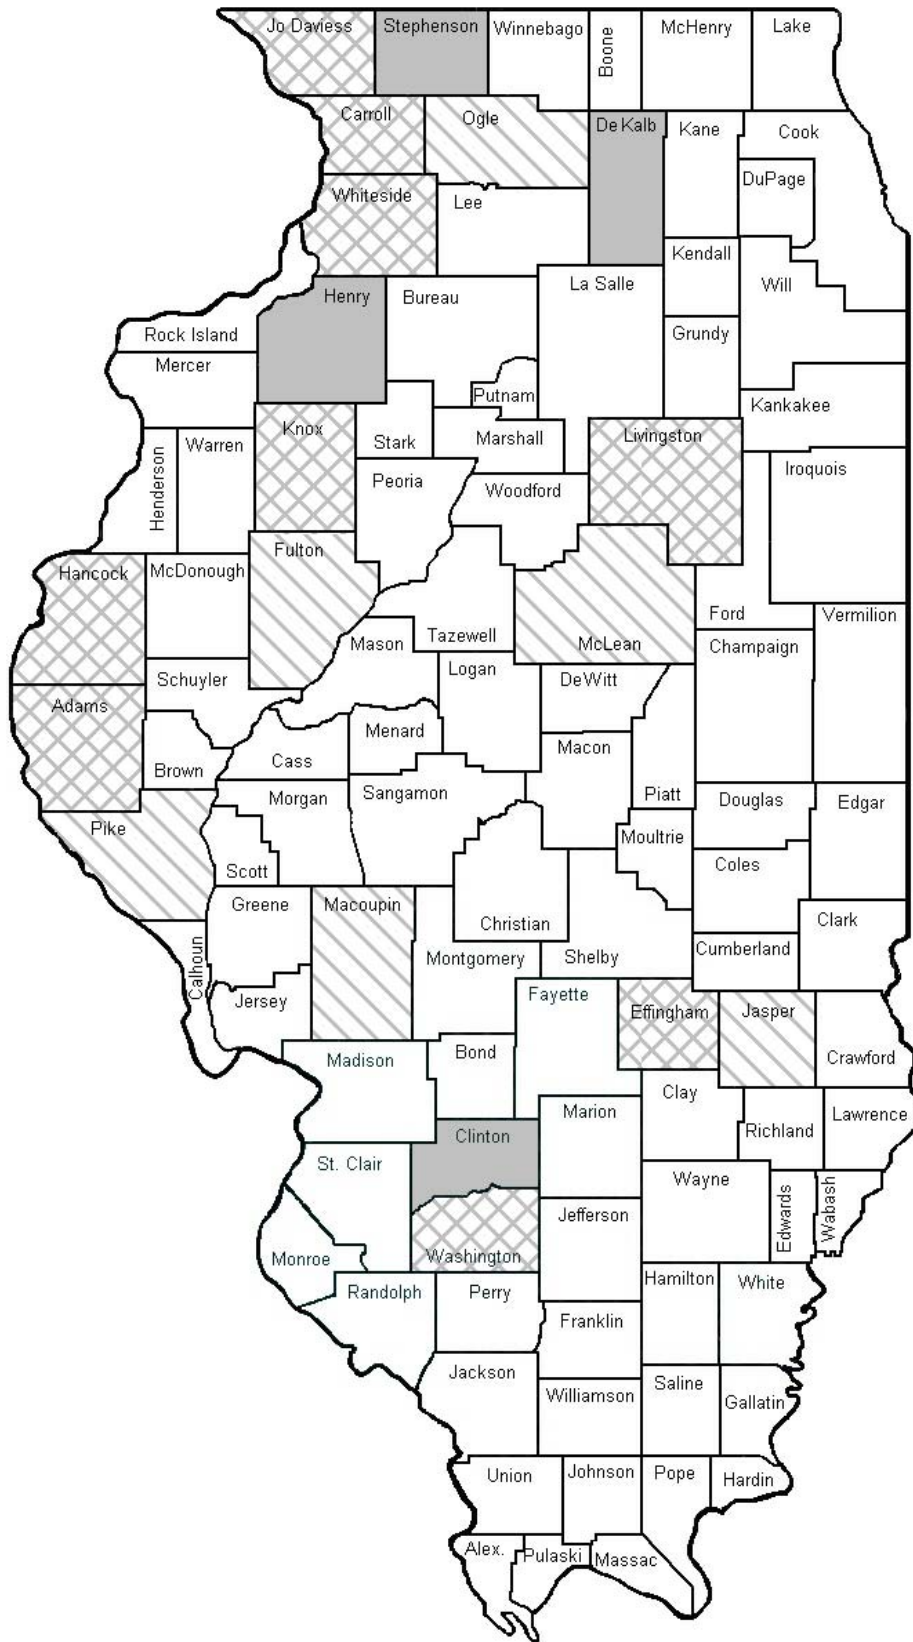 Jo Daviess
Stephenson
Winnebago
Boone
McHenry
Lake
Carroll
Ogle
De Kalb
Kane
Cook
DuPage
Whiteside
Lee
Kendall
Will
La Salle
Henry
Bureau
Rock Island
Grundy
Mercer
Putnam
Kankakee
Knox
Stark
Marshall
Livingston
Warren
Henderson
Peoria
Woodford
Iroquois
Hancock
McDonough
Fulton
Tazewell
McLean
Ford
Vermilion
Mason
Champaign
Schuyler
Logan
DeWitt
Adams
Menard
Macon
Brown
Cass
Morgan
Sangamon
Piatt
Douglas
Edgar
Pike
Moultrie
Scott
Coles
Greene
Macoupin
Christian
Clark
Calhoun
Montgomery
Shelby
Cumberland
Jersey
Fayette
Effingham
Jasper
Madison
Bond
Crawford
Clay
Marion
Lawrence
Clinton
Richland
St. Clair
Wayne
Edwards
Wabash
Jefferson
Monroe
Washington
Randolph
Perry
Hamilton
White
Franklin
Jackson
Saline
Williamson
Gallatin
Union
Johnson
Pope
Hardin
Alex.
Pulaski
Massac